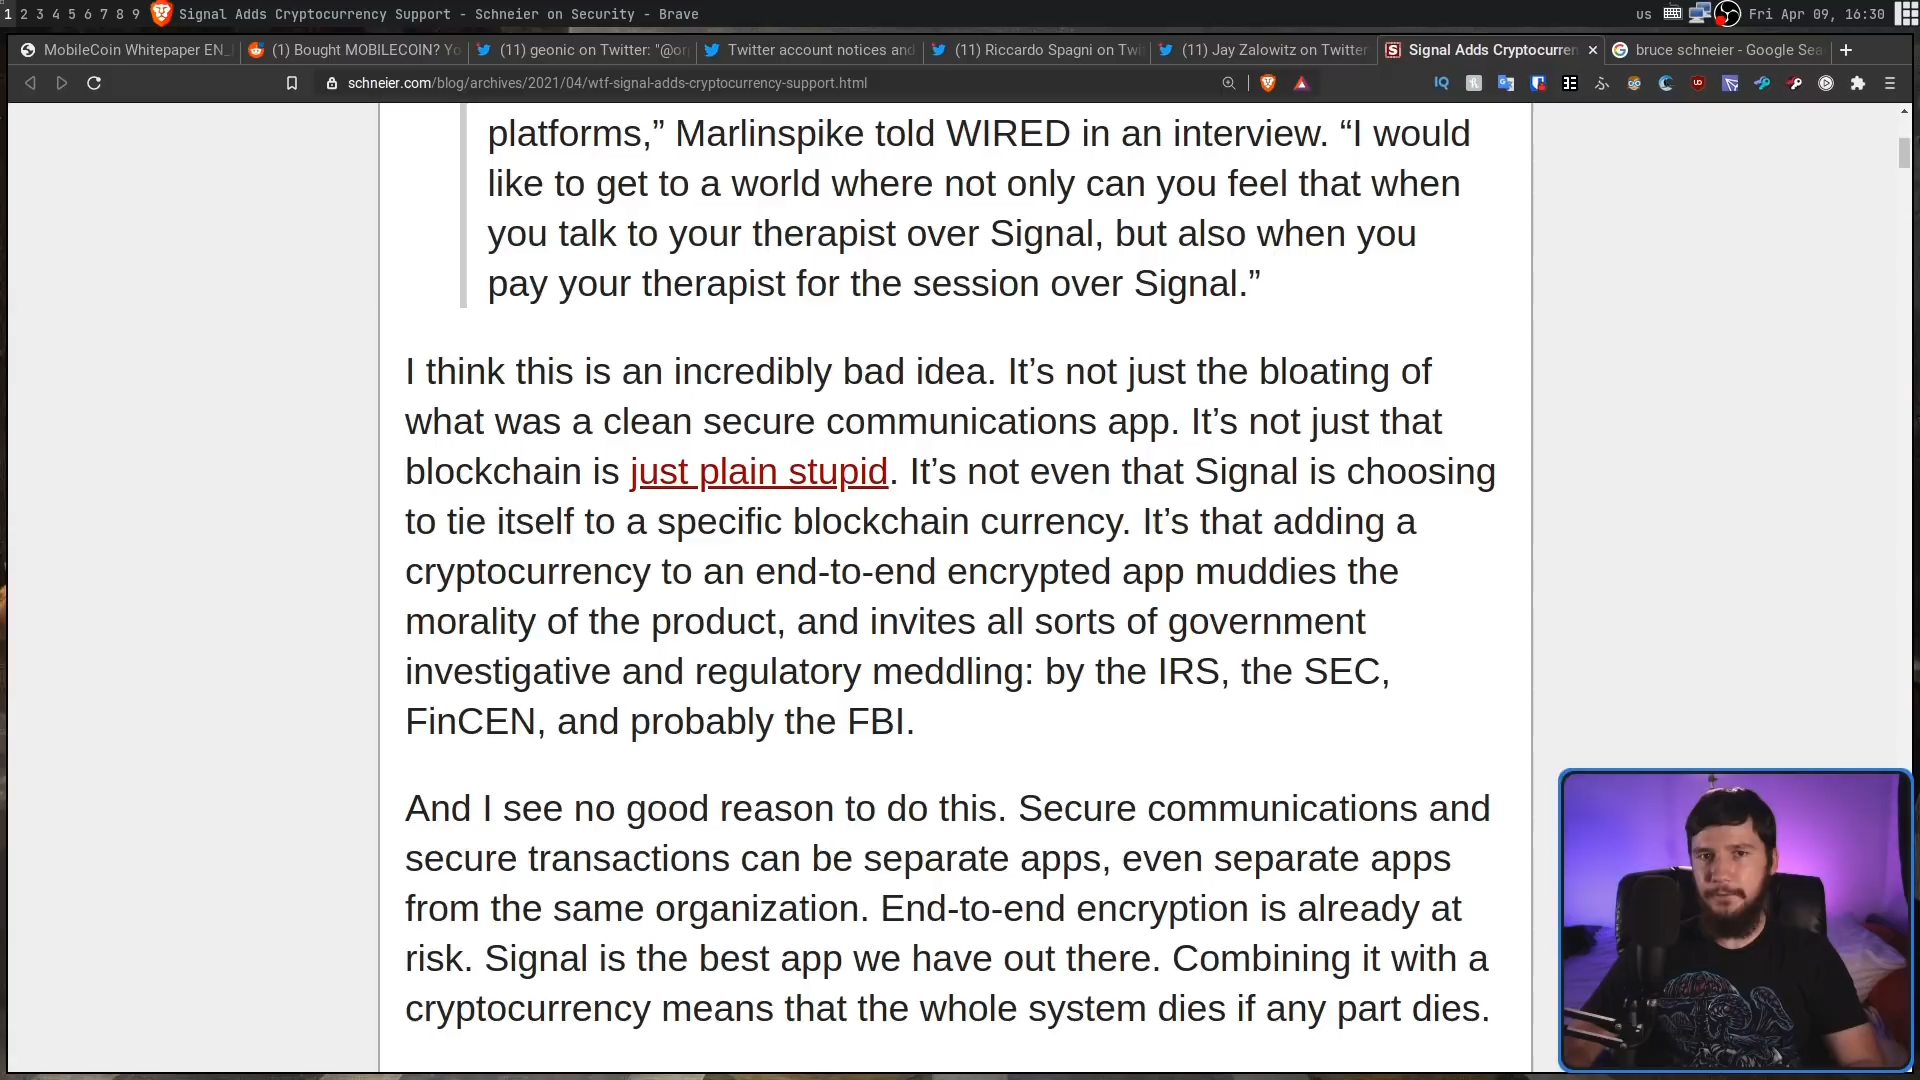 1 2 3 4 5 6 7 8 9 Signal Adds Cryptocurrency Support - Schneier on Security - Brave
us Fri Apr 09, 16:30
MobileCoin Whitepaper EN_
(1) Bought MOBILECOIN? Yo
(11) geonic on Twitter: "@or
Twitter account notices and
(11) Riccardo Spagni on Twi
(11) Jay Zalowitz on Twitter
Signal Adds Cryptocurren
bruce schneier - Google Sea
schneier.com/blog/archives/2021/04/wtf-signal-adds-cryptocurrency-support.html
platforms,” Marlinspike told WIRED in an interview. “I would
like to get to a world where not only can you feel that when
you talk to your therapist over Signal, but also when you
pay your therapist for the session over Signal.”
I think this is an incredibly bad idea. It’s not just the bloating of
what was a clean secure communications app. It’s not just that
blockchain is just plain stupid. It’s not even that Signal is choosing
to tie itself to a specific blockchain currency. It’s that adding a
cryptocurrency to an end-to-end encrypted app muddies the
morality of the product, and invites all sorts of government
investigative and regulatory meddling: by the IRS, the SEC,
FinCEN, and probably the FBI.
And I see no good reason to do this. Secure communications and
secure transactions can be separate apps, even separate apps
from the same organization. End-to-end encryption is already at
risk. Signal is the best app we have out there. Combining it with a
cryptocurrency means that the whole system dies if any part dies.